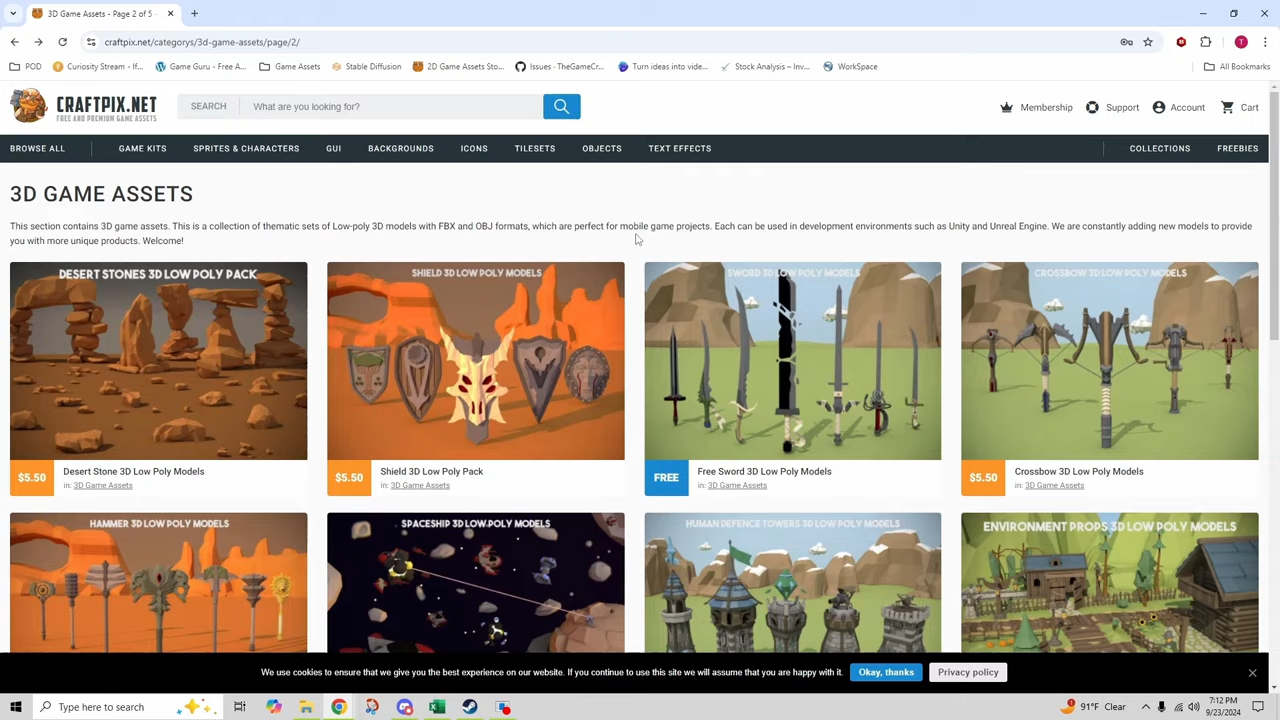 3D Game Assets - Page 2 of 5 -
craftpix.net/categorys/3d-game-assets/page/2/
POD
Curiosity Stream - If...
Game Guru - Free A...
Game Assets
Stable Diffusion
2D Game Assets Sto...
Issues · TheGameCr...
Turn ideas into vide...
Stock Analysis – Inv...
WorkSpace
All Bookmarks
CRAFTPIX.NET
FREE AND PREMIUM GAME ASSETS
SEARCH
What are you looking for?
Membership
Support
Account
Cart
BROWSE ALL
GAME KITS
SPRITES & CHARACTERS
GUI
BACKGROUNDS
ICONS
TILESETS
OBJECTS
TEXT EFFECTS
COLLECTIONS
FREEBIES
3D GAME ASSETS
This section contains 3D game assets. This is a collection of thematic sets of Low-poly 3D models with FBX and OBJ formats, which are perfect for mobile game projects. Each can be used in development environments such as Unity and Unreal Engine. We are constantly adding new models to provide
you with more unique products. Welcome!
DESERT STONES 3D LOW POLY PACK
SHIELD 3D LOW POLY MODELS
SWORD 3D LOW POLY MODELS
CROSSBOW 3D LOW POLY MODELS
$5.50
Desert Stone 3D Low Poly Models
in: 3D Game Assets
$5.50
Shield 3D Low Poly Pack
in: 3D Game Assets
FREE
Free Sword 3D Low Poly Models
in: 3D Game Assets
$5.50
Crossbow 3D Low Poly Models
in: 3D Game Assets
HAMMER 3D LOW POLY MODELS
SPACESHIP 3D LOW POLY MODELS
HUMAN DEFENCE TOWERS 3D LOW POLY MODELS
ENVIRONMENT PROPS 3D LOW POLY MODELS
We use cookies to ensure that we give you the best experience on our website. If you continue to use this site we will assume that you are happy with it.
Okay, thanks
Privacy policy
Type here to search
91°F Clear
7:12 PM
9/23/2024